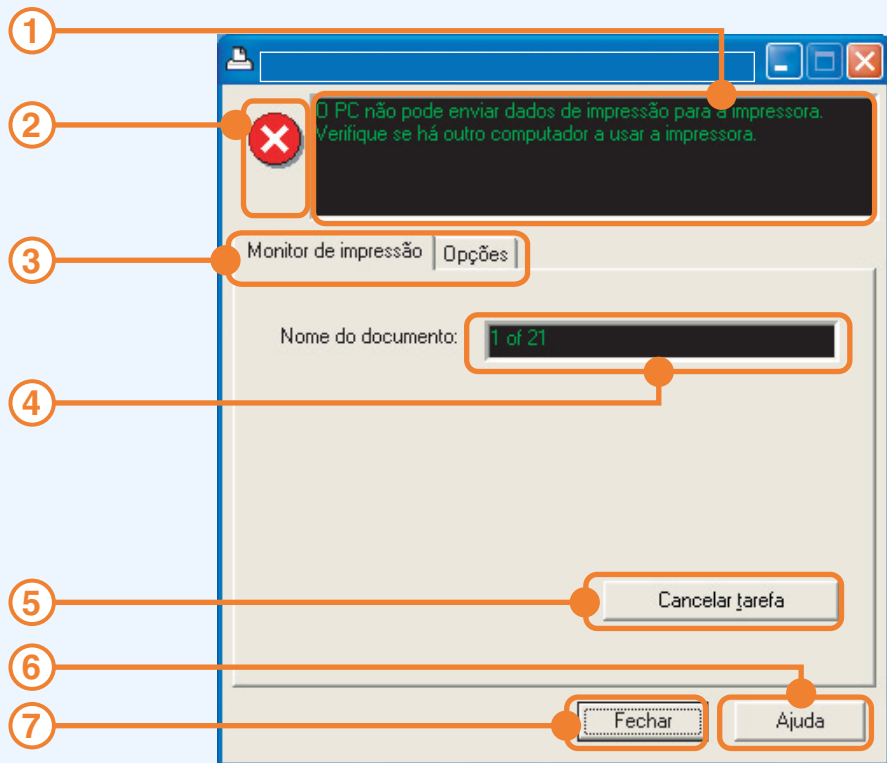 1
O PC não pode enviar dados de impressão para a impressora.
Verifique se há outro computador a usar a impressora.
2
3
Monitor de impressão
Opções
Nome do documento:
1 of 21
4
5
Cancelar tarefa
6
7
Fechar
Ajuda